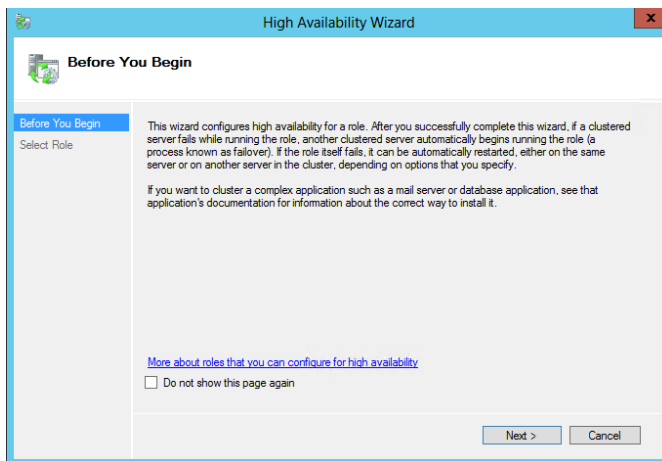 High Availability Wizard
x
Before You Begin
Before You Begin
Select Role
This wizard configures high availability for a role. After you successfully complete this wizard, if a clustered
server fails while running the role, another clustered server automatically begins running the role (a
process known as failover). If the role itself fails, it can be automatically restarted, either on the same
server or on another server in the cluster, depending on options that you specify.
If you want to cluster a complex application such as a mail server or database application, see that
application's documentation for information about the correct way to install it.
More about roles that you can configure for high availability
Do not show this page again
Next >
Cancel